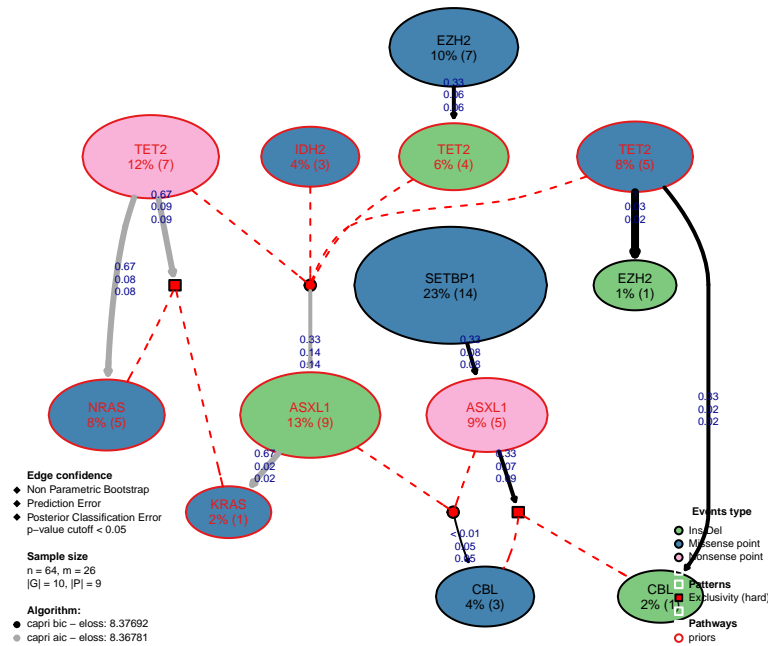 EZH2
10% (7)
0.33
0.06
0.06
TET2
12% (7)
IDH2
4% (3)
TET2
6% (4)
TET2
8% (5)
0.67
0.09
0.09
0.67
0.08
0.08
SETBP1
23% (14)
EZH2
1% (1)
0.33
0.14
0.14
0.33
0.08
0.08
0.33
0.02
0.02
NRAS
8% (5)
ASXL1
13% (9)
ASXL1
9% (5)
0.67
0.02
0.02
0.33
0.07
0.09
KRAS
2% (1)
< 0.01
0.05
0.05
CBL
4% (3)
CBL
2% (1)
Edge confidence
Non Parametric Bootstrap
Prediction Error
Posterior Classification Error
p−value cutoff < 0.05
Sample size
n = 64, m = 26
|G| = 10, |P| = 9
Algorithm:
capri bic − eloss: 8.37692
capri aic − eloss: 8.36781
Events type
Ins/Del
Missense point
Nonsense point
Patterns
Exclusivity (hard)
Pathways
priors